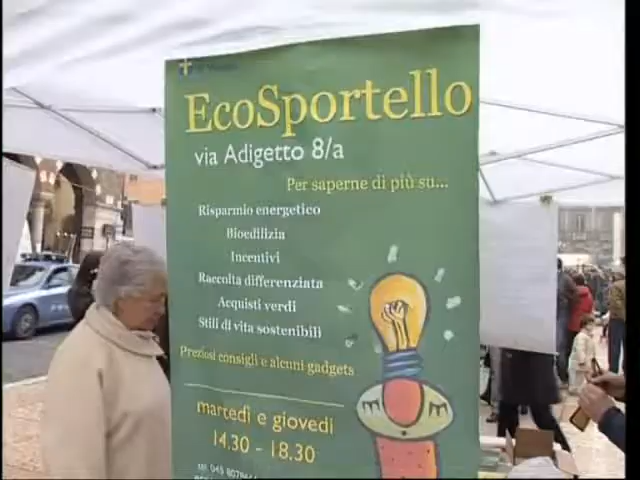 EcoSportello
via Adigetto 8/a
Per saperne di più su...
Risparmio energetico
Bioedilizia
Incentivi
Raccolta differenziata
Acquisti verdi
Stili di vita sostenibili
Preziosi consigli e alcuni gadgets
martedì e giovedì
14.30 - 18.30